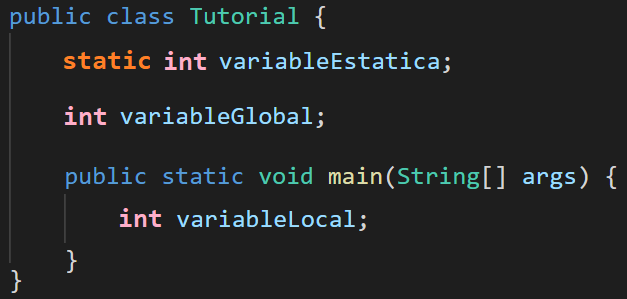 public class Tutorial {
static int variableEstatica;
int variableGlobal;
public static void main(String[] args) {
int variableLocal;
}
}